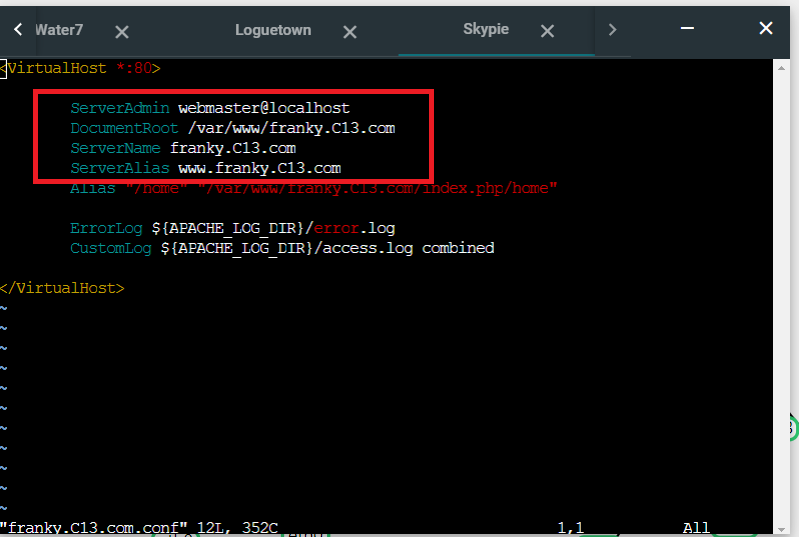 Water7 Loguetown Skypie
<VirtualHost *:80>
ServerAdmin webmaster@localhost
DocumentRoot /var/www/franky.C13.com
ServerName franky.C13.com
ServerAlias www.franky.C13.com
Alias "/home" "/var/www/franky.C13.com/index.php/home"
ErrorLog ${APACHE_LOG_DIR}/error.log
CustomLog ${APACHE_LOG_DIR}/access.log combined
</VirtualHost>
~
~
~
~
~
~
~
~
~
~
~
"franky.C13.com.conf" 12L, 352C 1,1 All